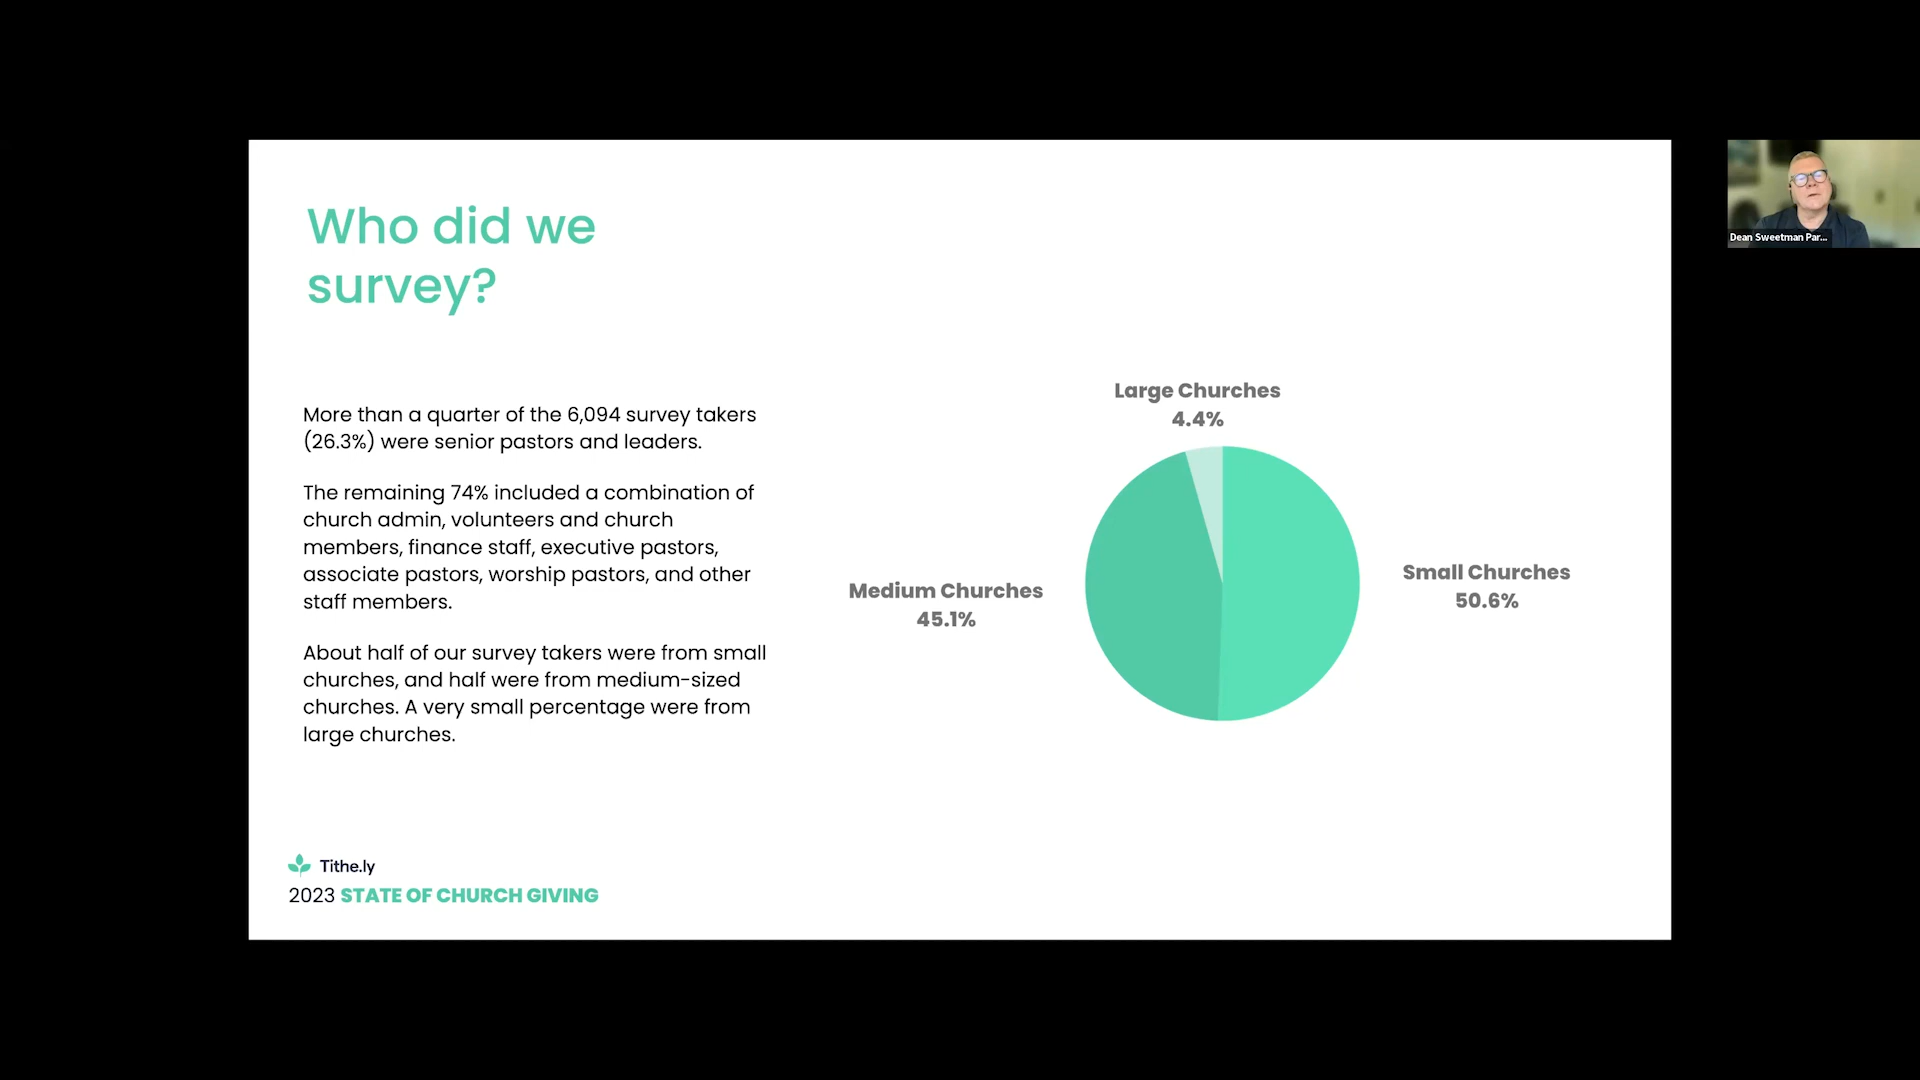 Who did we
survey?
More than a quarter of the 6,094 survey takers
(26.3%) were senior pastors and leaders.
The remaining 74% included a combination of
church admin, volunteers and church
members, finance staff, executive pastors,
associate pastors, worship pastors, and other
staff members.
About half of our survey takers were from small
churches, and half were from medium-sized
churches. A very small percentage were from
large churches.
Large Churches
4.4%
Medium Churches
45.1%
Small Churches
50.6%
Tithe.ly
2023 STATE OF CHURCH GIVING
Dean Sweetman Par...